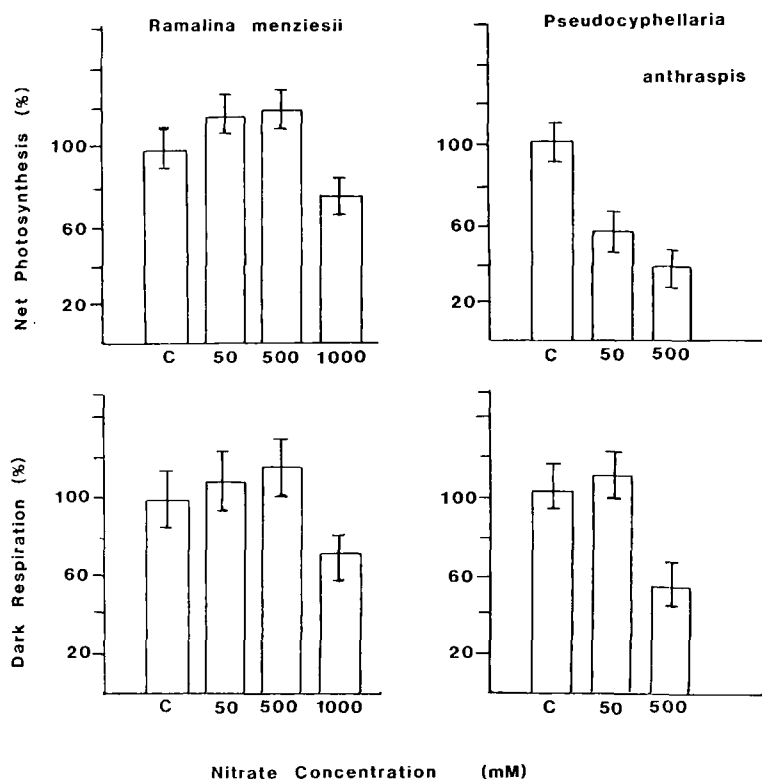 Ramalina menziesii
Pseudocyphellaria
anthraspis
Net Photosynthesis (%)
100
60
20
C 50 500 1000
100
60
20
C 50 500
Dark Respiration (%)
100
60
20
C 50 500 1000
100
60
20
C 50 500
Nitrate Concentration (mM)